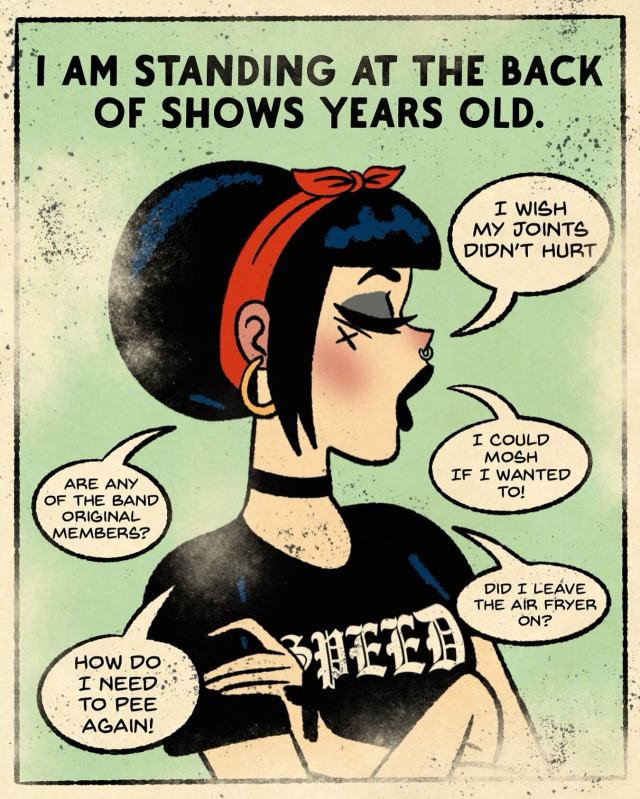 I AM STANDING AT THE BACK
OF SHOWS YEARS OLD.
I WISH
MY JOINTS
DIDN'T HURT
I COULD
MOSH
IF I WANTED
TO!
ARE ANY
OF THE BAND
ORIGINAL
MEMBERS?
DID I LEAVE
THE AIR FRYER
ON?
HOW DO
I NEED
TO PEE
AGAIN!
SPEED